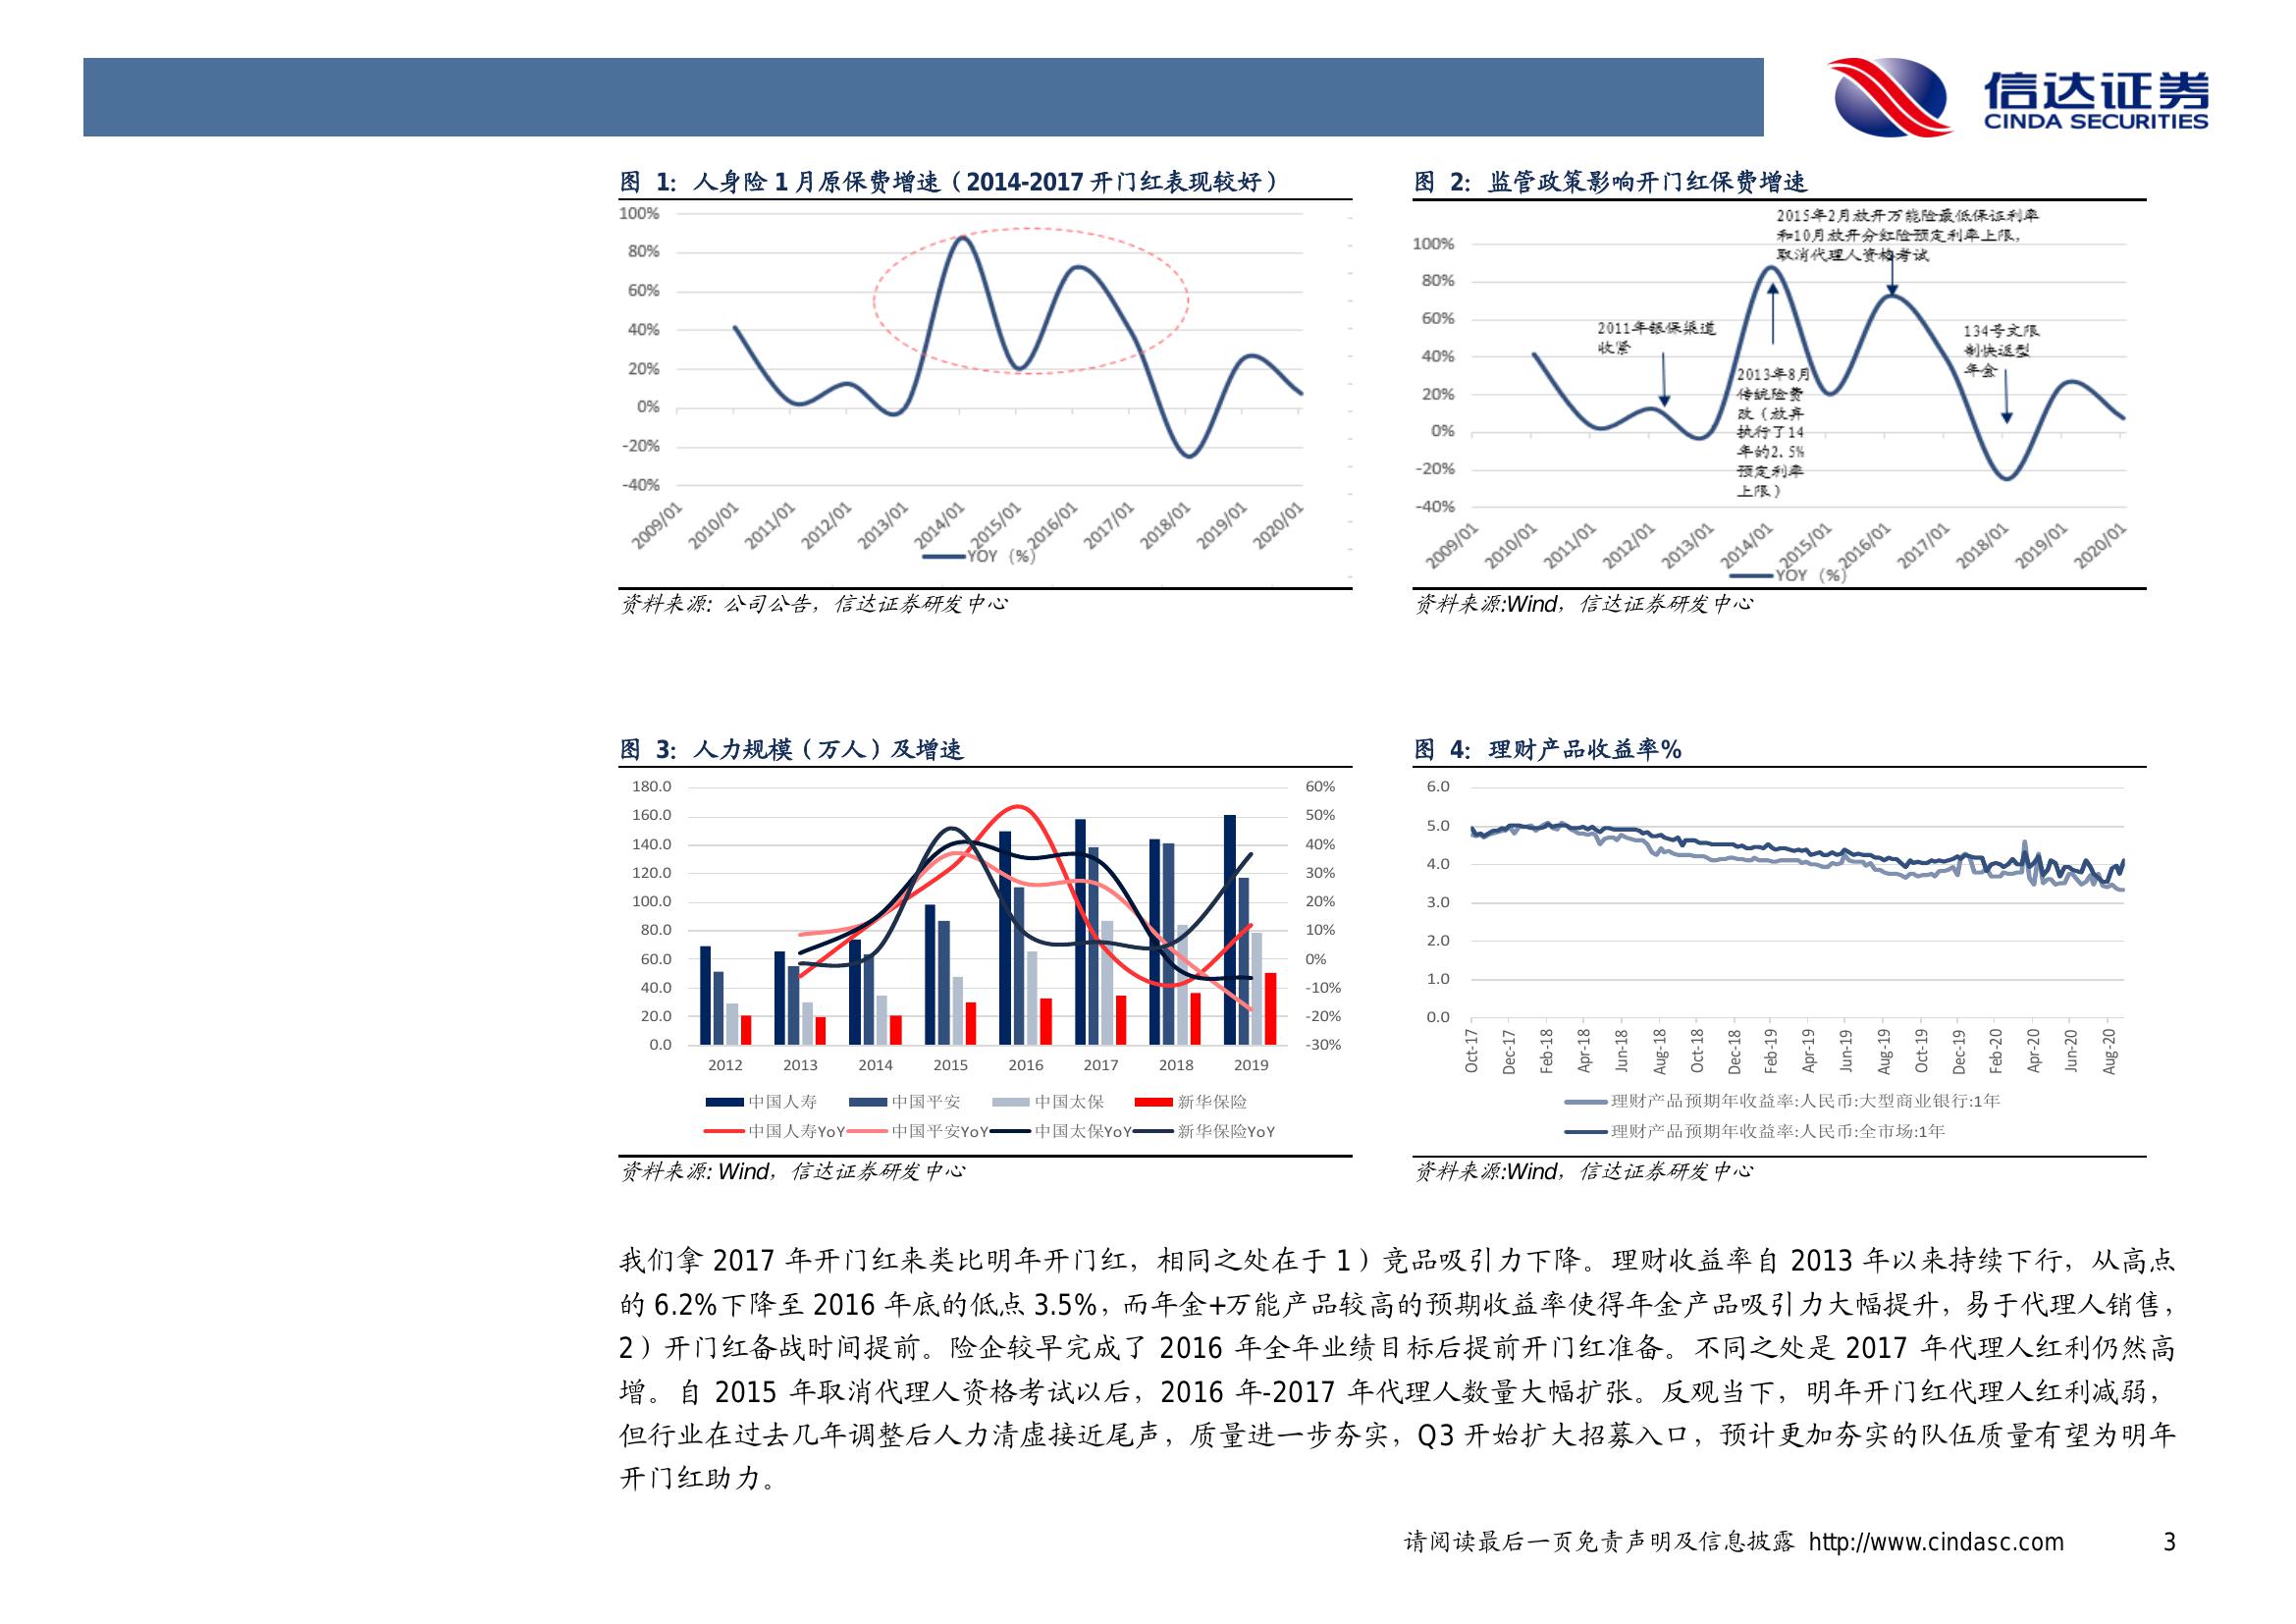 信达证券
CINDA SECURITIES
图 1：人身险 1 月原保费增速（2014-2017 开门红表现较好）
100%
80%
60%
40%
20%
0%
-20%
-40%
2009/01
2010/01
2011/01
2012/01
2013/01
2014/01
2015/01
2016/01
2017/01
2018/01
2019/01
2020/01
YOY（%）
资料来源：公司公告，信达证券研发中心
图 2：监管政策影响开门红保费增速
2015年2月放开万能险最低保证利率
和10月放开分红险预定利率上限，
取消代理人资格考试
100%
80%
60%
40%
20%
0%
-20%
-40%
2011年银保渠道
收紧
2013年8月
传统险费
改（放弃
执行了14
年的2.5%
预定利率
上限）
134号文限
制快返型
年金
2009/01
2010/01
2011/01
2012/01
2013/01
2014/01
2015/01
2016/01
2017/01
2018/01
2019/01
2020/01
YOY（%）
资料来源:Wind，信达证券研发中心
图 3：人力规模（万人）及增速
180.0
160.0
140.0
120.0
100.0
80.0
60.0
40.0
20.0
0.0
60%
50%
40%
30%
20%
10%
0%
-10%
-20%
-30%
2012 2013 2014 2015 2016 2017 2018 2019
中国人寿 中国平安 中国太保 新华保险
中国人寿YoY 中国平安YoY 中国太保YoY 新华保险YoY
资料来源: Wind，信达证券研发中心
图 4：理财产品收益率%
6.0
5.0
4.0
3.0
2.0
1.0
0.0
Oct-17
Dec-17
Feb-18
Apr-18
Jun-18
Aug-18
Oct-18
Dec-18
Feb-19
Apr-19
Jun-19
Aug-19
Oct-19
Dec-19
Feb-20
Apr-20
Jun-20
Aug-20
理财产品预期年收益率:人民币:大型商业银行:1年
理财产品预期年收益率:人民币:全市场:1年
资料来源:Wind，信达证券研发中心
我们拿 2017 年开门红来类比明年开门红，相同之处在于 1）竞品吸引力下降。理财收益率自 2013 年以来持续下行，从高点
的 6.2%下降至 2016 年底的低点 3.5%，而年金+万能产品较高的预期收益率使得年金产品吸引力大幅提升，易于代理人销售，
2）开门红备战时间提前。险企较早完成了 2016 年全年业绩目标后提前开门红准备。不同之处是 2017 年代理人红利仍然高
增。自 2015 年取消代理人资格考试以后，2016 年-2017 年代理人数量大幅扩张。反观当下，明年开门红代理人红利减弱，
但行业在过去几年调整后人力清虚接近尾声，质量进一步夯实，Q3 开始扩大招募入口，预计更加夯实的队伍质量有望为明年
开门红助力。
请阅读最后一页免责声明及信息披露 http://www.cindasc.com 3